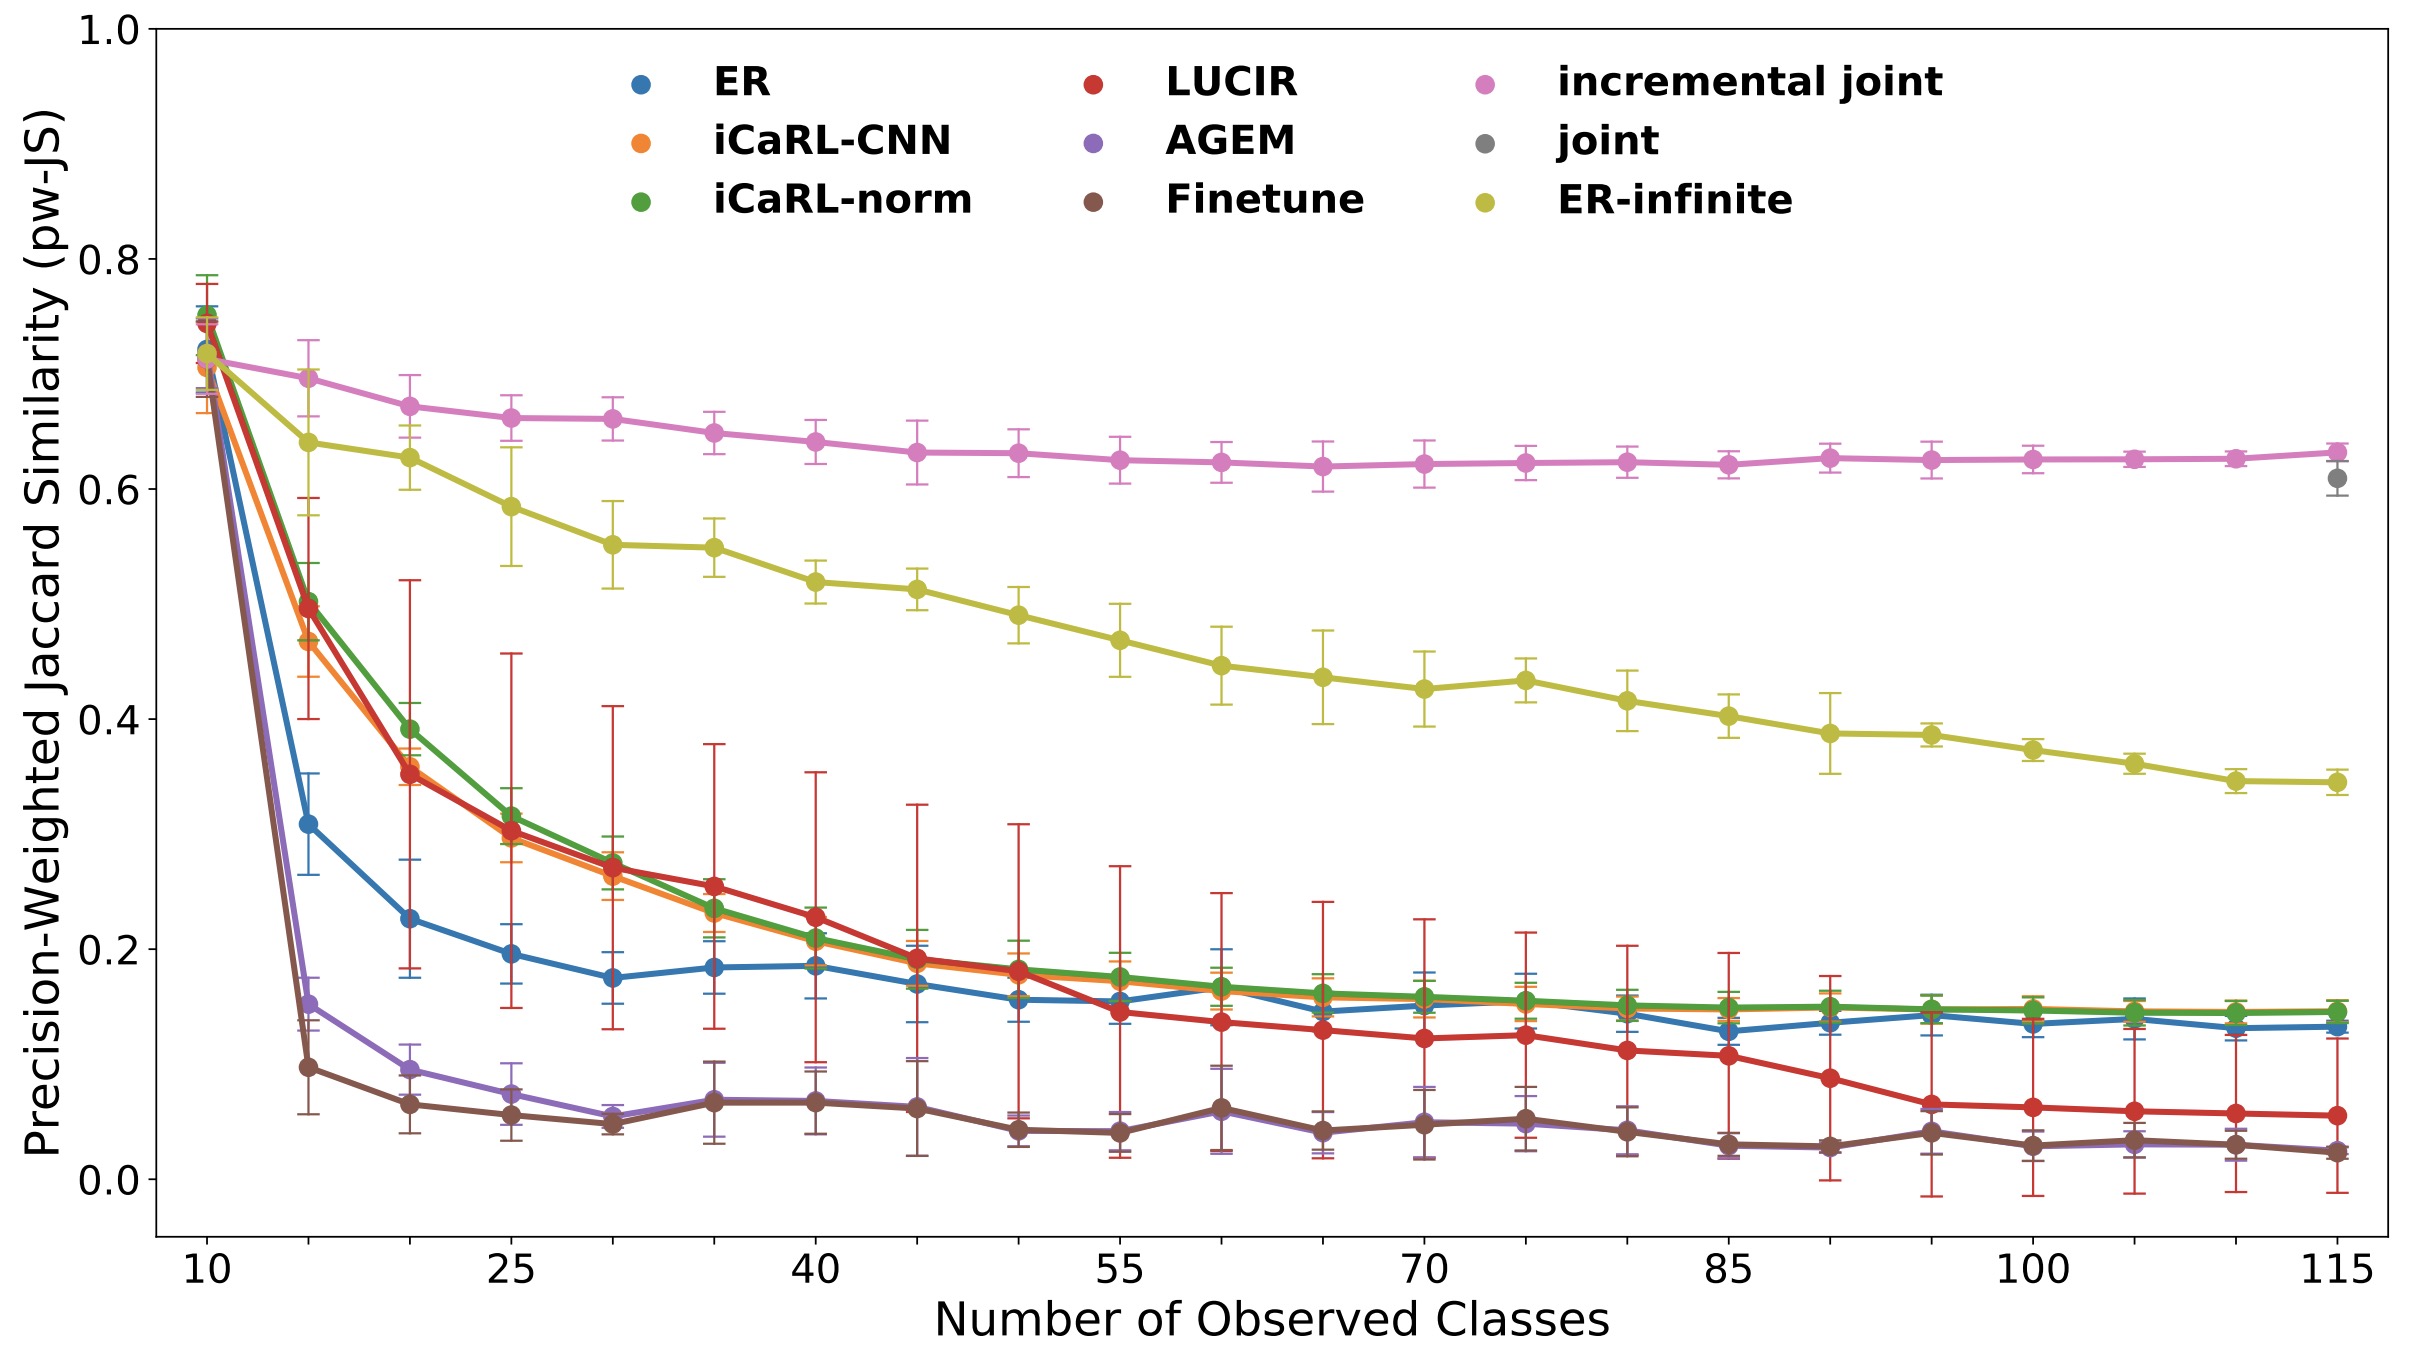 Precision-Weighted Jaccard Similarity (pw-JS)
1.0
0.8
0.6
0.4
0.2
0.0
ER
iCaRL-CNN
iCaRL-norm
LUCIR
AGEM
Finetune
incremental joint
joint
ER-infinite
10 25 40 55 70 85 100 115
Number of Observed Classes